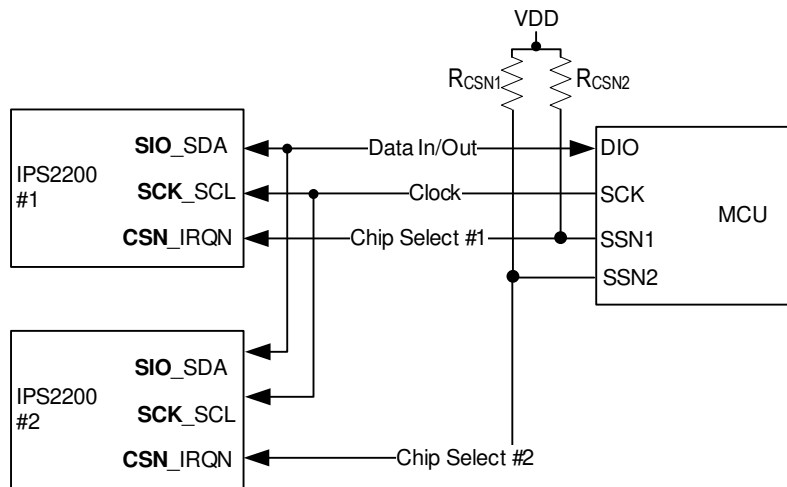 VDD
RCSN1
RCSN2
SIO_SDA
Data In/Out
DIO
IPS2200
#1
SCK_SCL
Clock
SCK
MCU
CSN_IRQN
Chip Select #1
SSN1
SSN2
SIO_SDA
IPS2200
#2
SCK_SCL
CSN_IRQN
Chip Select #2